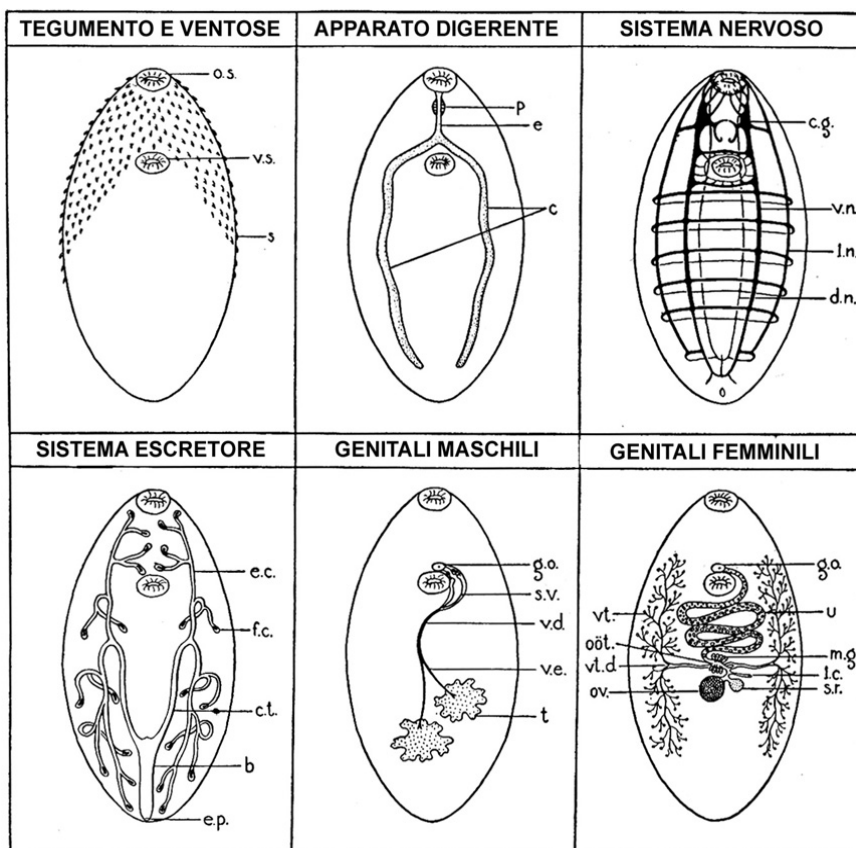 TEGUMENTO E VENTOSE
o.s.
v.s.
s
APPARATO DIGERENTE
p
e
c
SISTEMA NERVOSO
c.g.
v.n.
l.n.
d.n.
SISTEMA ESCRETORE
e.c.
f.c.
c.t.
b
e.p.
GENITALI MASCHILI
g.o.
s.v.
v.d.
v.e.
t
GENITALI FEMMINILI
g.o.
vt.
u
oöt.
m.g
vt.d
l.c.
ov.
s.r.